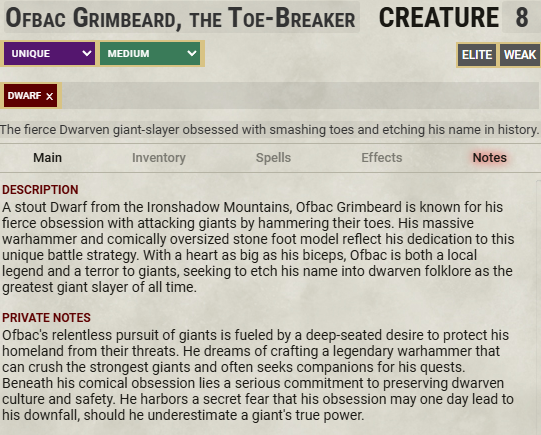 Ofbac Grimbeard, the Toe-Breaker CREATURE 8
UNIQUE MEDIUM ELITE WEAK
DWARF x
The fierce Dwarven giant-slayer obsessed with smashing toes and etching his name in history.
Main Inventory Spells Effects Notes
DESCRIPTION
A stout Dwarf from the Ironshadow Mountains, Ofbac Grimbeard is known for his
fierce obsession with attacking giants by hammering their toes. His massive
warhammer and comically oversized stone foot model reflect his dedication to this
unique battle strategy. With a heart as big as his biceps, Ofbac is both a local
legend and a terror to giants, seeking to etch his name into dwarven folklore as the
greatest giant slayer of all time.
PRIVATE NOTES
Ofbac's relentless pursuit of giants is fueled by a deep-seated desire to protect his
homeland from their threats. He dreams of crafting a legendary warhammer that
can crush the strongest giants and often seeks companions for his quests.
Beneath his comical obsession lies a serious commitment to preserving dwarven
culture and safety. He harbors a secret fear that his obsession may one day lead to
his downfall, should he underestimate a giant's true power.